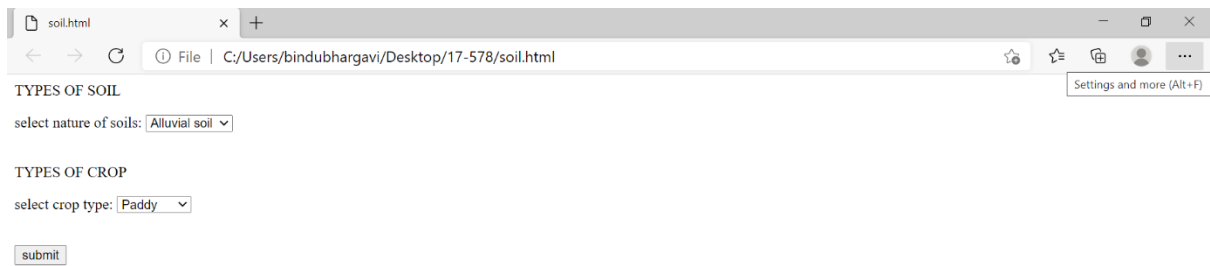 soil.html
File | C:/Users/bindubhargavi/Desktop/17-578/soil.html
Settings and more (Alt+F)
TYPES OF SOIL
select nature of soils: Alluvial soil
TYPES OF CROP
select crop type: Paddy
submit